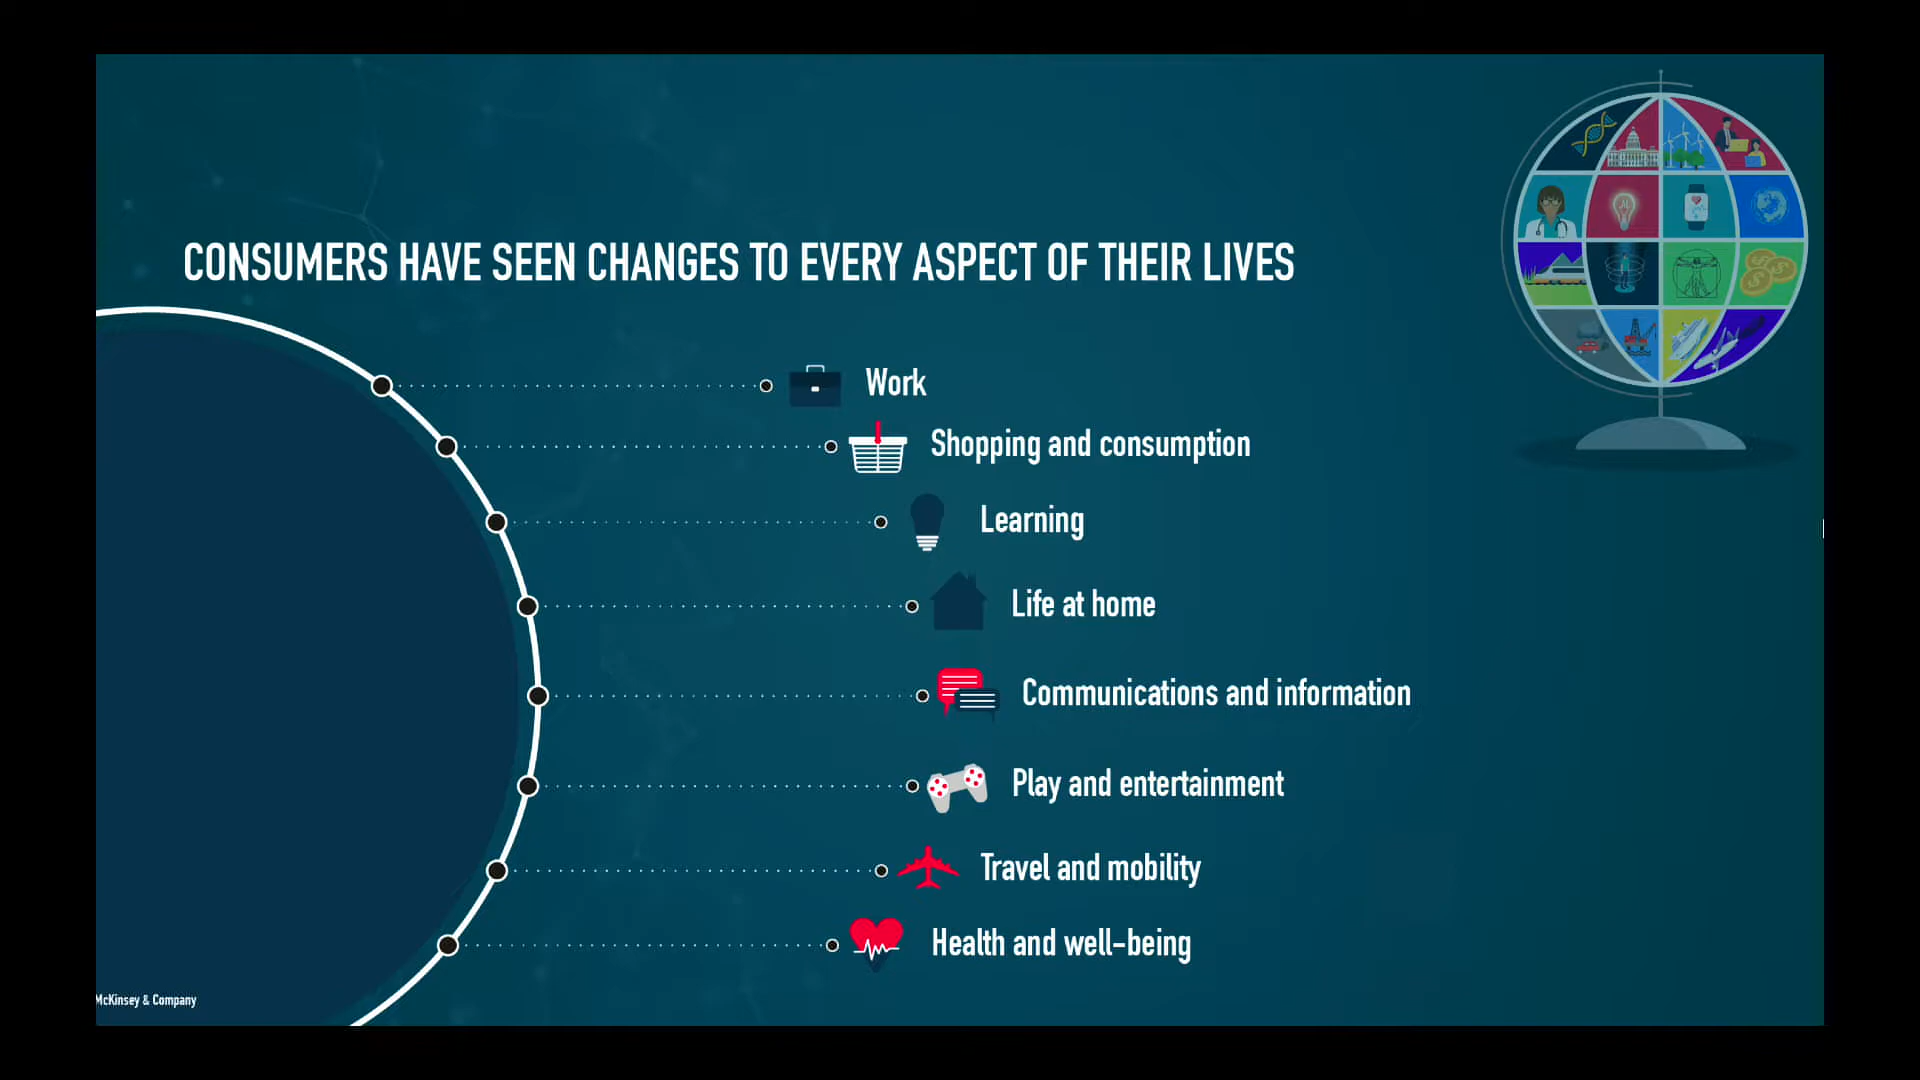 CONSUMERS HAVE SEEN CHANGES TO EVERY ASPECT OF THEIR LIVES
Work
Shopping and consumption
Learning
Life at home
Communications and information
Play and entertainment
Travel and mobility
Health and well-being
McKinsey & Company